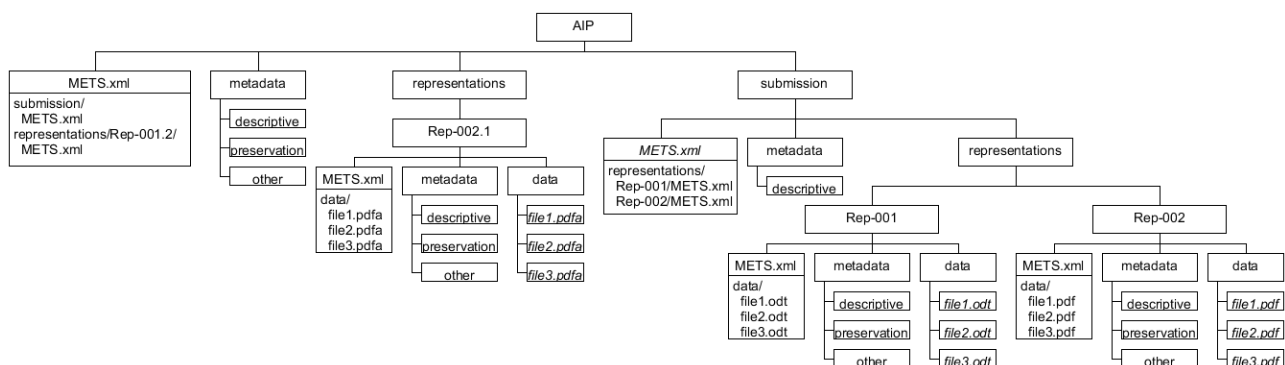 AIP
METS.xml
submission/
METS.xml
representations/Rep-001.2/
METS.xml
metadata
descriptive
preservation
other
representations
Rep-002.1
METS.xml
data/
file1.pdfa
file2.pdfa
file3.pdfa
metadata
descriptive
preservation
other
data
file1.pdfa
file2.pdfa
file3.pdfa
submission
METS.xml
representations/
Rep-001/METS.xml
Rep-002/METS.xml
metadata
descriptive
representations
Rep-001
METS.xml
data/
file1.odt
file2.odt
file3.odt
metadata
descriptive
preservation
other
data
file1.odt
file2.odt
file3.odt
Rep-002
METS.xml
data/
file1.pdf
file2.pdf
file3.pdf
metadata
descriptive
preservation
other
data
file1.pdf
file2.pdf
file3.pdf